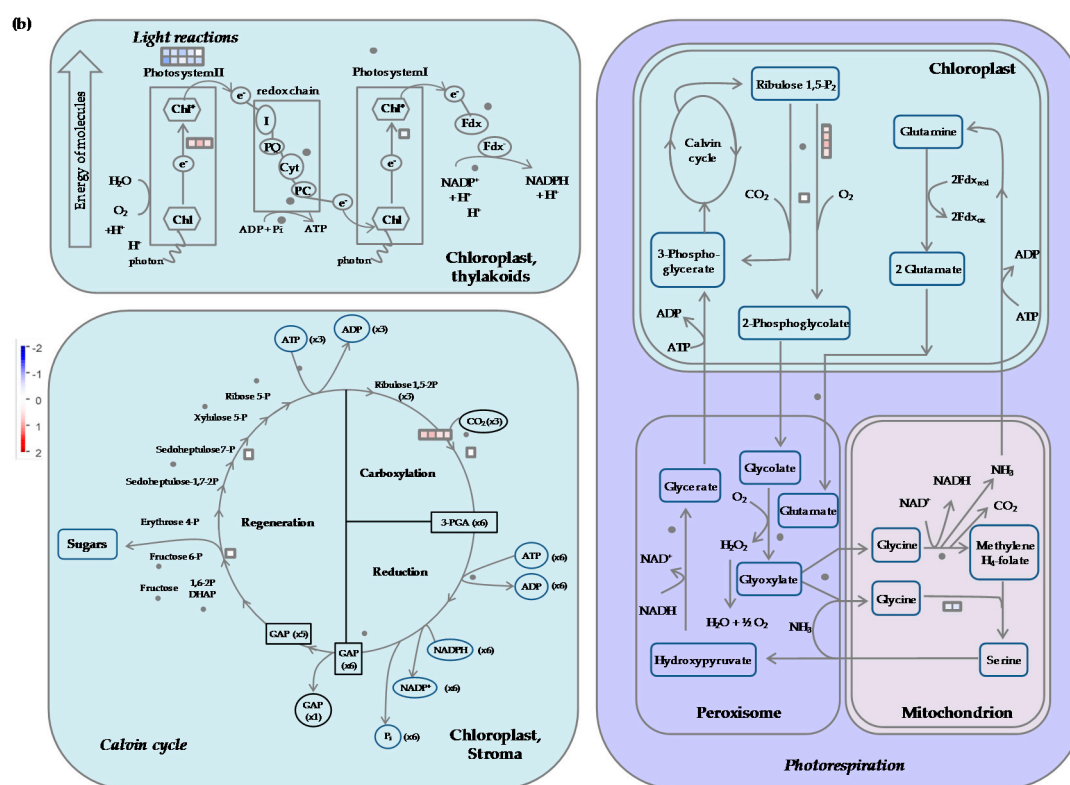 (b)
Light reactions
Energy of molecules
PhotosystemII
Chl*
e-
H₂O
O₂
+H⁺
H⁺
Chl
photon
e-
redox chain
I
PQ
Cyt
PC
ADP + Pi
ATP
e-
PhotosystemI
Chl*
e-
Chl
photon
e-
Fdx
Fdx-
NADP⁺
+ H⁺
H⁺
NADPH
+ H⁺
Chloroplast,
thylakoids
-2
-1
0
1
2
ATP (x3)
ADP (x3)
Ribulose 1,5-2P
(x3)
CO₂(x3)
Carboxylation
3-PGA (x6)
Reduction
ATP (x6)
ADP (x6)
NADPH (x6)
NADP⁺ (x6)
Pi (x6)
GAP
(x6)
GAP
(x1)
GAP (x5)
Regeneration
Ribose 5-P
Xylulose 5-P
Sedoheptulose7-P
Sedoheptulose-1,7-2P
Erythrose 4-P
Sugars
Fructose 6-P
Fructose 1,6-2P
DHAP
Calvin cycle
Chloroplast,
Stroma
Chloroplast
Ribulose 1,5-P₂
Calvin
cycle
CO₂
O₂
3-Phospho-
glycerate
2-Phosphoglycolate
Glutamine
2Fdxred
2Fdxox
2 Glutamate
ADP
ATP
ADP
ATP
Glycerate
Glycolate
O₂
Glutamate
H₂O₂
Glyoxylate
H₂O + ½ O₂
NAD⁺
NADH
NH₃
Hydroxypyruvate
Peroxisome
NADH
NAD⁺
NH₃
CO₂
Glycine
Methylene
H₄-folate
Glycine
Serine
Mitochondrion
Photorespiration